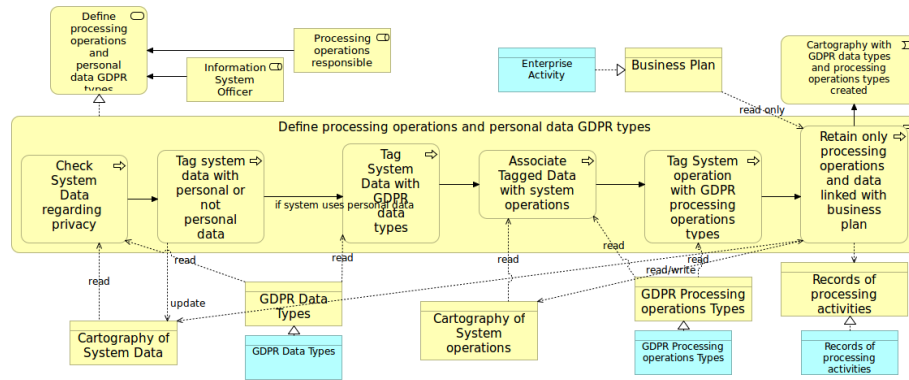 Define
processing
operations
and
personal
data GDPR
types
Processing
operations
responsible
Information
System
Officer
Enterprise
Activity
Business Plan
Cartography with
GDPR data types
and processing
operations types
created
read only
Define processing operations and personal data GDPR types
Check
System
Data
regarding
privacy
Tag system
data with
personal or
not
personal
data
if system uses personal data
Tag
System
Data with
GDPR
data
types
Associate
Tagged Data
with system
operations
Tag System
operation
with GDPR
processing
operations
types
Retain only
processing
operations
and data
linked with
business
plan
read
read
update
read
read
read
read
read/write
Cartography of
System Data
GDPR Data
Types
GDPR Data Types
Cartography of
System
operations
GDPR Processing
operations Types
GDPR Processing
operations Types
Records of
processing
activities
Records of
processing
activities